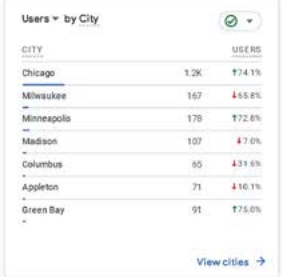 Users by City
CITY USERS
Chicago 1.2K ↑74.1%
Milwaukee 167 ↓65.8%
Minneapolis 178 ↑72.8%
Madison 107 ↓7.0%
Columbus 65 ↓31.6%
Appleton 71 ↓10.1%
Green Bay 91 ↑75.0%
View cities →